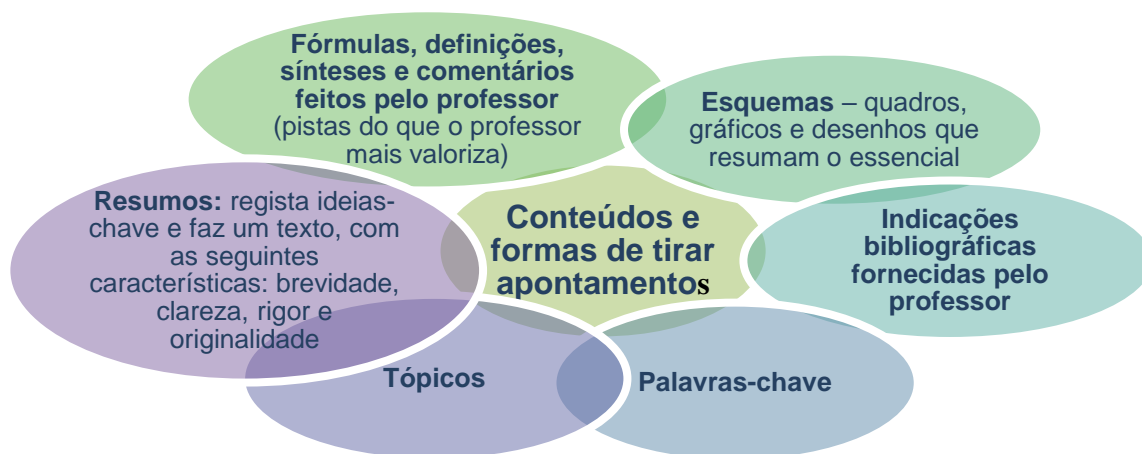 Fórmulas, definições,
sínteses e comentários
feitos pelo professor
(pistas do que o professor
mais valoriza)
Esquemas – quadros,
gráficos e desenhos que
resumam o essencial
Resumos: regista ideias-
chave e faz um texto, com
as seguintes
características: brevidade,
clareza, rigor e
originalidade
Conteúdos e
formas de tirar
apontamentos
Indicações
bibliográficas
fornecidas pelo
professor
Tópicos
Palavras-chave